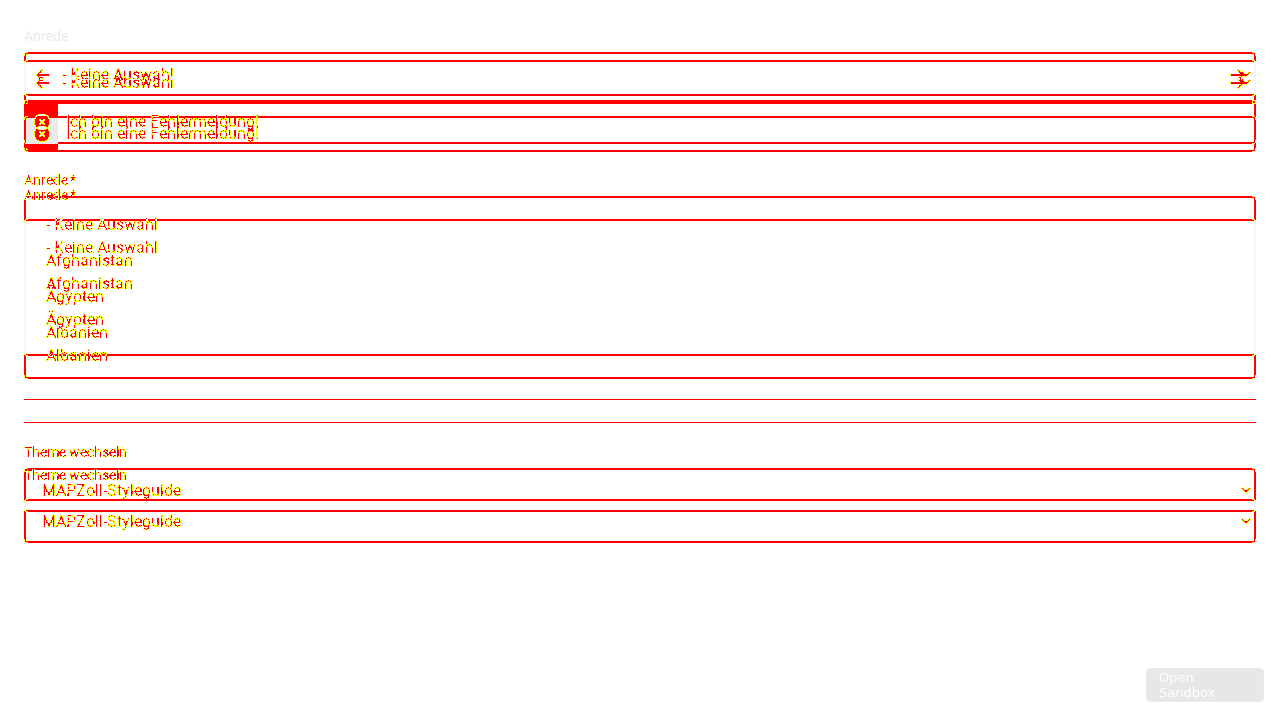 Anrede
- Keine Auswahl
- Keine Auswahl
Ich bin eine Fehlermeldung!
Ich bin eine Fehlermeldung!
Anrede*
Anrede*
- Keine Auswahl
- Keine Auswahl
Afghanistan
Afghanistan
Ägypten
Ägypten
Albanien
Albanien
Theme wechseln
Theme wechseln
MAPZoll-Styleguide
MAPZoll-Styleguide
Open
Sandbox